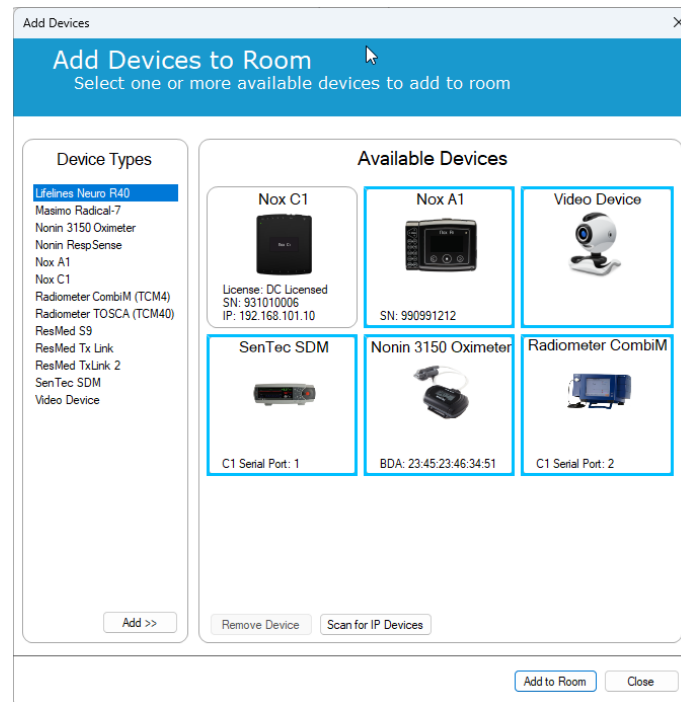 Add Devices
Add Devices to Room
Select one or more available devices to add to room
Device Types
Lifelines Neuro R40
Masimo Radical-7
Nonin 3150 Oximeter
Nonin RespSense
Nox A1
Nox C1
Radiometer CombiM (TCM4)
Radiometer TOSCA (TCM40)
ResMed S9
ResMed Tx Link
ResMed TxLink 2
SenTec SDM
Video Device
Add >>
Available Devices
Nox C1
License: DC Licensed
SN: 931010006
IP: 192.168.101.10
Nox A1
SN: 990991212
Video Device
SenTec SDM
C1 Serial Port: 1
Nonin 3150 Oximeter
BDA: 23:45:23:46:34:51
Radiometer CombiM
C1 Serial Port: 2
Remove Device
Scan for IP Devices
Add to Room
Close